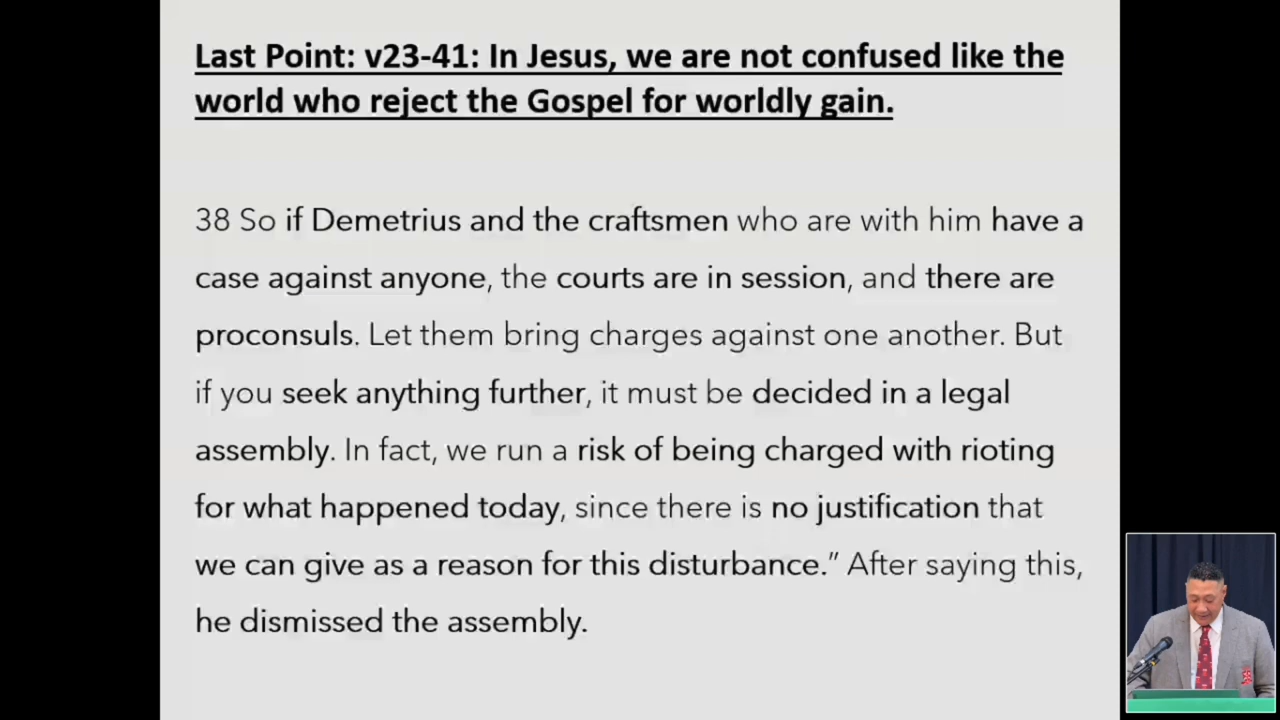 Last Point: v23-41: In Jesus, we are not confused like the
world who reject the Gospel for worldly gain.
38 So if Demetrius and the craftsmen who are with him have a
case against anyone, the courts are in session, and there are
proconsuls. Let them bring charges against one another. But
if you seek anything further, it must be decided in a legal
assembly. In fact, we run a risk of being charged with rioting
for what happened today, since there is no justification that
we can give as a reason for this disturbance.” After saying this,
he dismissed the assembly.